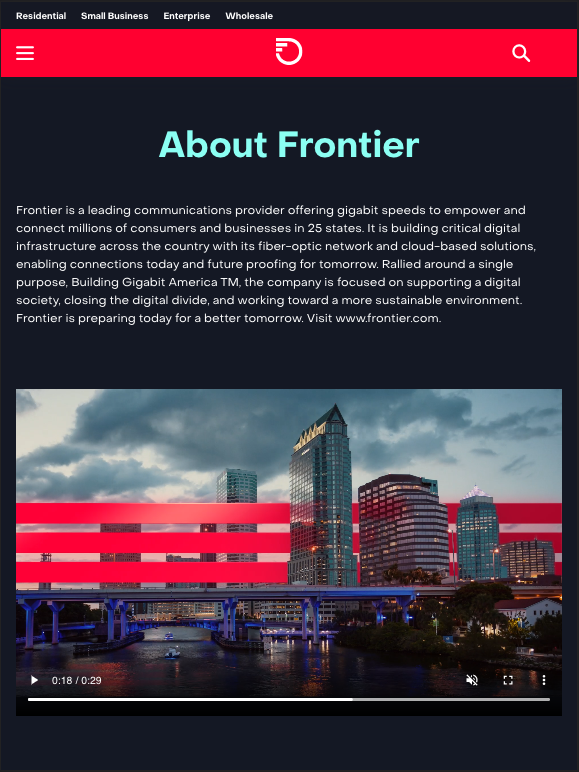 Residential Small Business Enterprise Wholesale
About Frontier
Frontier is a leading communications provider offering gigabit speeds to empower and
connect millions of consumers and businesses in 25 states. It is building critical digital
infrastructure across the country with its fiber-optic network and cloud-based solutions,
enabling connections today and future proofing for tomorrow. Rallied around a single
purpose, Building Gigabit America TM, the company is focused on supporting a digital
society, closing the digital divide, and working toward a more sustainable environment.
Frontier is preparing today for a better tomorrow. Visit www.frontier.com.
0:18 / 0:29